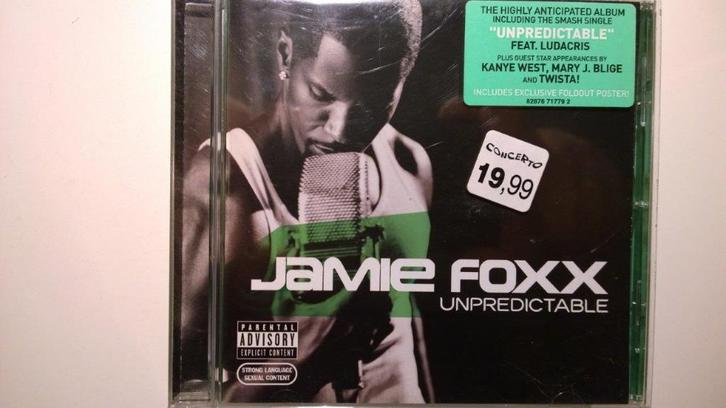 THE HIGHLY ANTICIPATED ALBUM
INCLUDING THE SMASH SINGLE
"UNPREDICTABLE"
FEAT. LUDACRIS
PLUS GUEST STAR APPEARANCES BY
KANYE WEST, MARY J. BLIGE
AND TWISTA!
INCLUDES EXCLUSIVE FOLDOUT POSTER!
82876 71779 2
CONCERTO
19,99
JAMIE FOXX
UNPREDICTABLE
PARENTAL
ADVISORY
EXPLICIT CONTENT
STRONG LANGUAGE
SEXUAL CONTENT